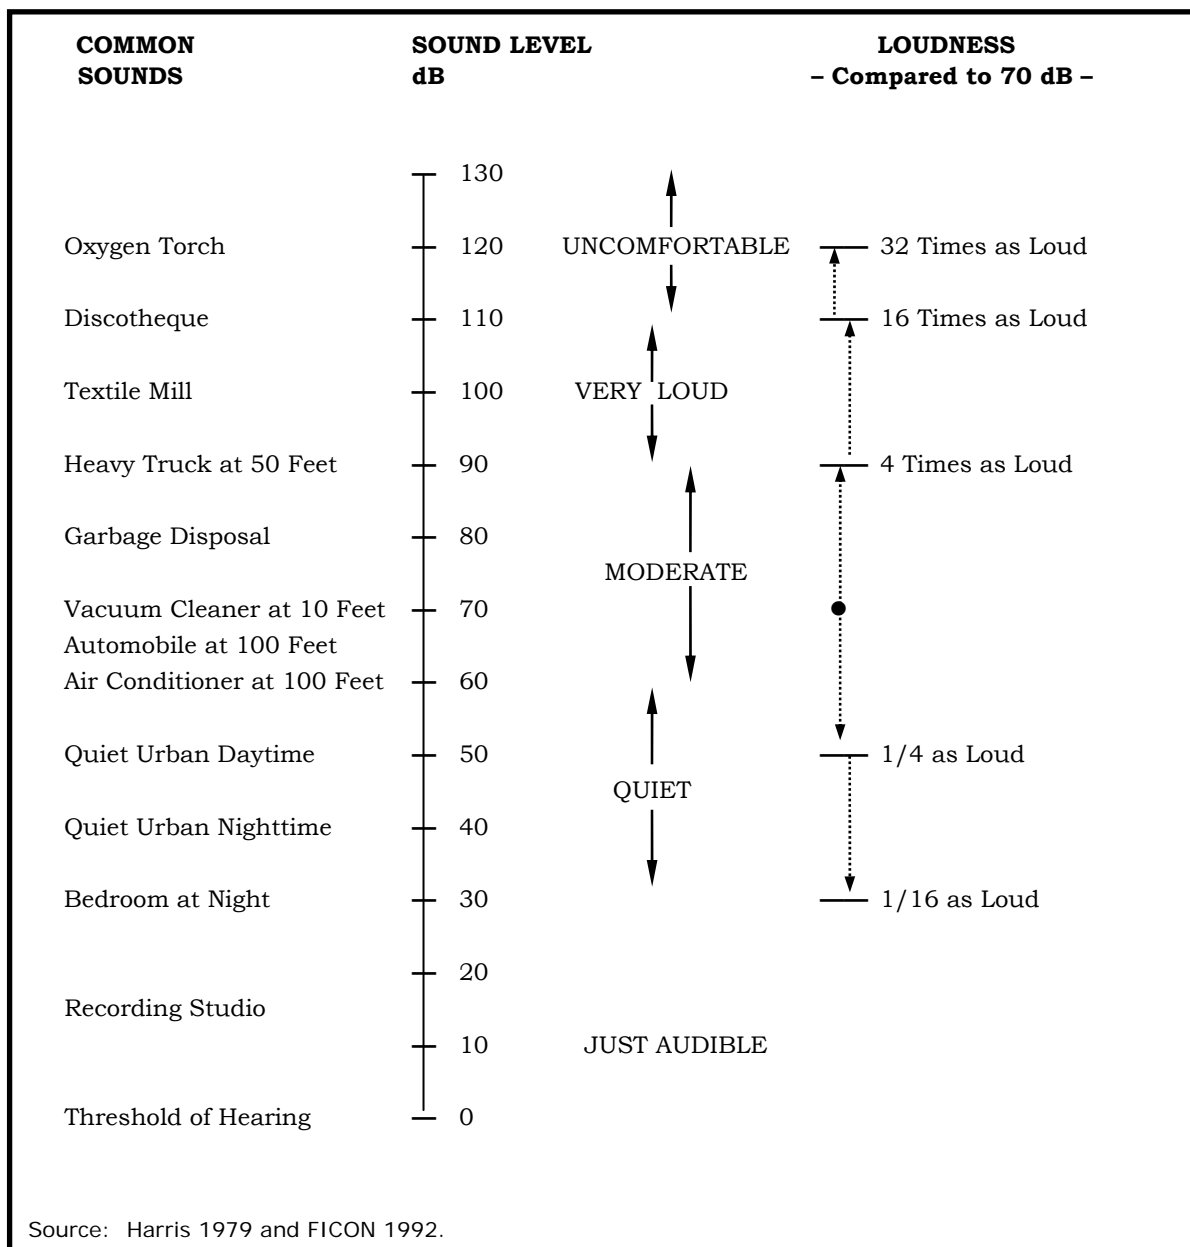 COMMON SOUND LEVEL LOUDNESS
SOUNDS dB – Compared to 70 dB –
130
Oxygen Torch 120 UNCOMFORTABLE 32 Times as Loud
Discotheque 110 16 Times as Loud
Textile Mill 100 VERY LOUD
Heavy Truck at 50 Feet 90 4 Times as Loud
Garbage Disposal 80
MODERATE
Vacuum Cleaner at 10 Feet 70
Automobile at 100 Feet
Air Conditioner at 100 Feet 60
Quiet Urban Daytime 50 1/4 as Loud
QUIET
Quiet Urban Nighttime 40
Bedroom at Night 30 1/16 as Loud
20
Recording Studio
10 JUST AUDIBLE
Threshold of Hearing 0
Source: Harris 1979 and FICON 1992.